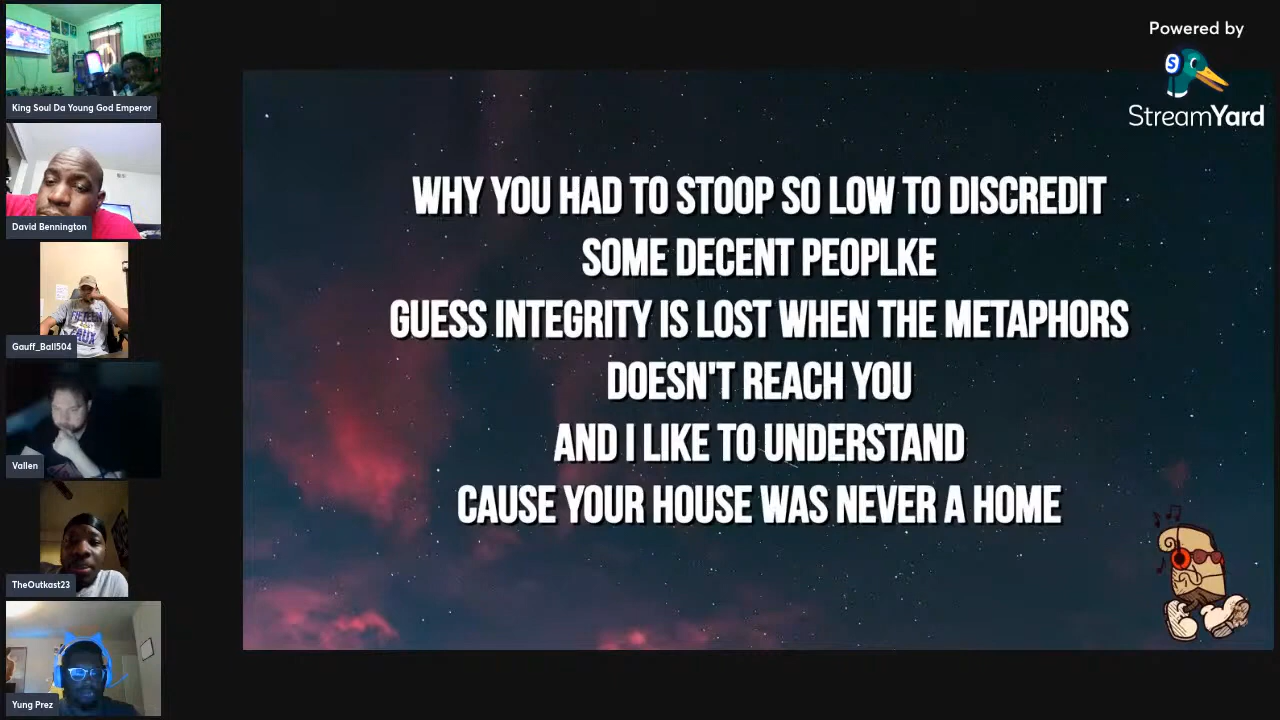 King Soul Da Young God Emperor
David Bennington
Gauff_Ball504
Vallen
TheOutkast23
Yung Prez
Powered by
StreamYard
WHY YOU HAD TO STOOP SO LOW TO DISCREDIT
SOME DECENT PEOPLKE
GUESS INTEGRITY IS LOST WHEN THE METAPHORS
DOESN'T REACH YOU
AND I LIKE TO UNDERSTAND
CAUSE YOUR HOUSE WAS NEVER A HOME